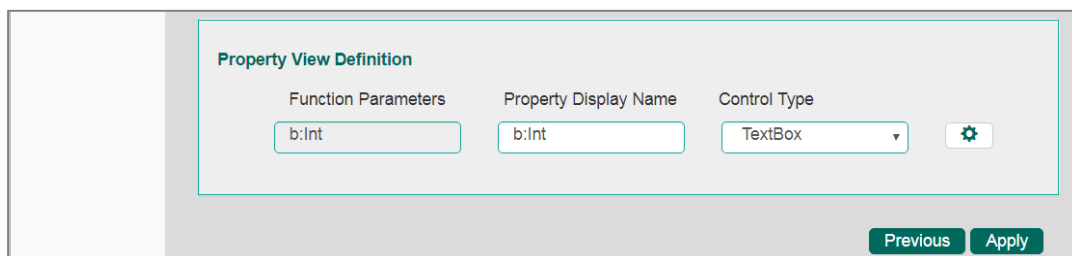 Property View Definition
Function Parameters Property Display Name Control Type
b:Int b:Int TextBox
Previous Apply